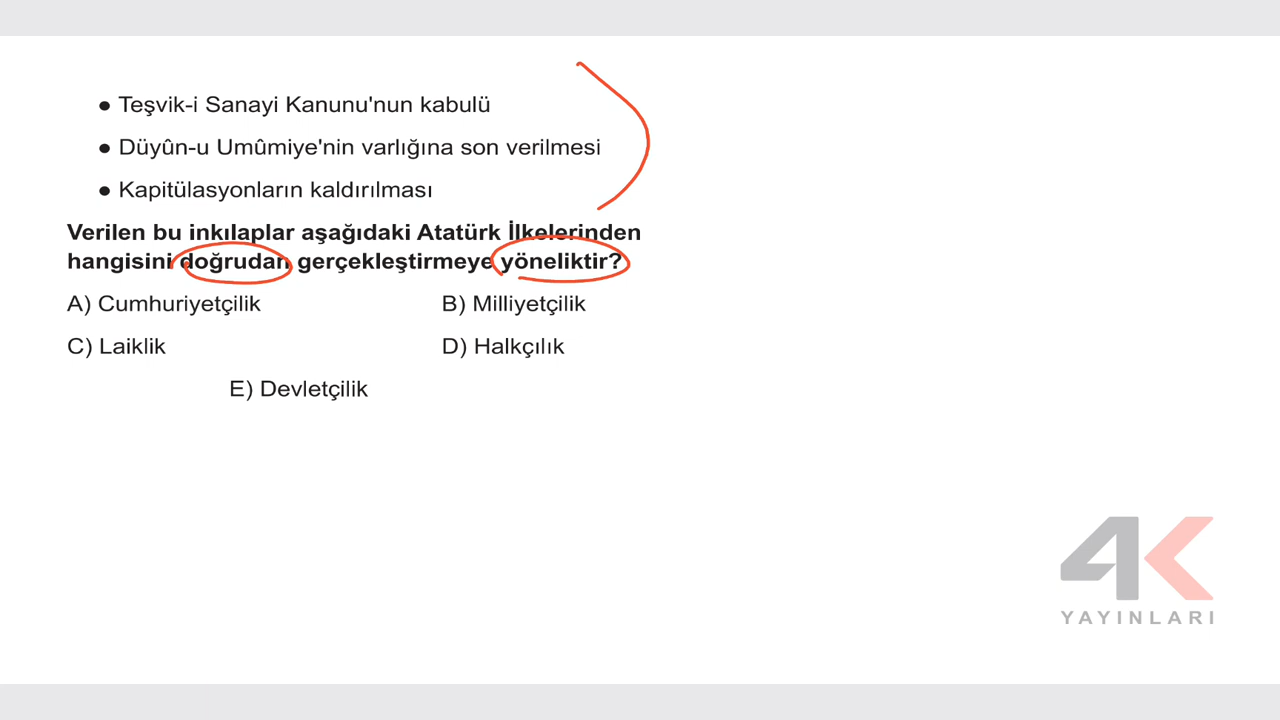 ● Teşvik-i Sanayi Kanunu'nun kabulü
● Düyûn-u Umûmiye'nin varlığına son verilmesi
● Kapitülasyonların kaldırılması
Verilen bu inkılaplar aşağıdaki Atatürk İlkelerinden
hangisini doğrudan gerçekleştirmeye yöneliktir?
A) Cumhuriyetçilik B) Milliyetçilik
C) Laiklik D) Halkçılık
E) Devletçilik
4K
YAYINLARI